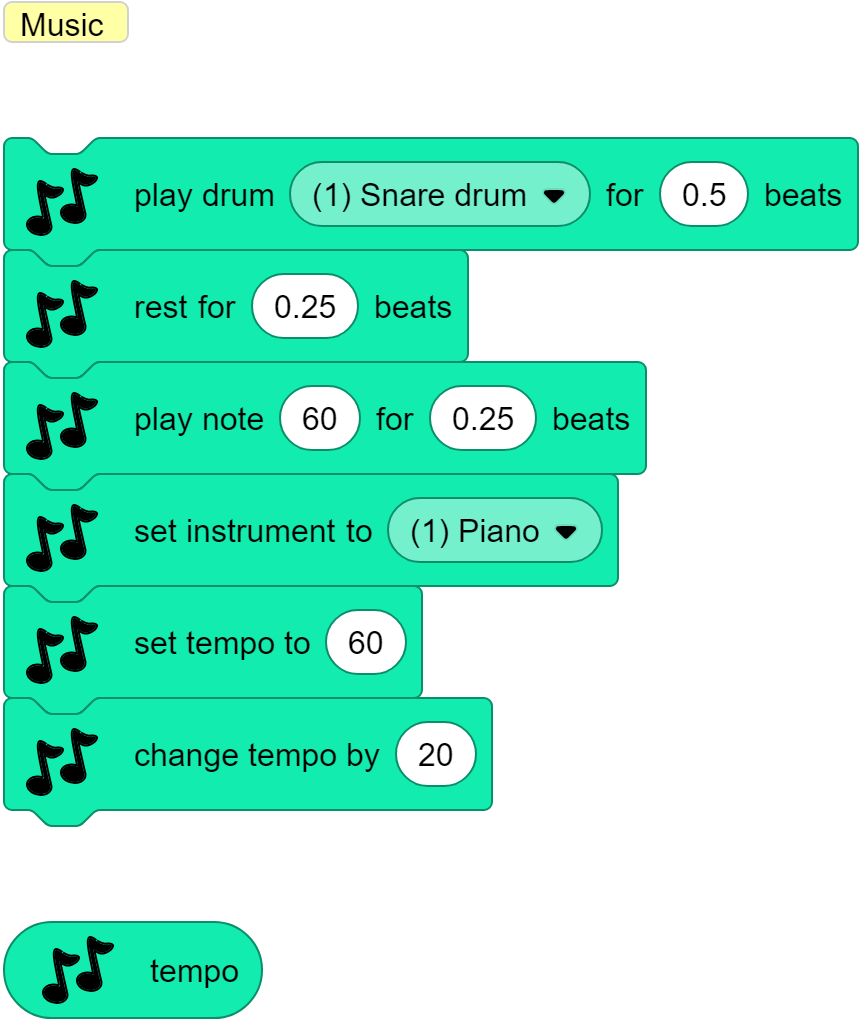 Music
play drum (1) Snare drum for 0.5 beats
rest for 0.25 beats
play note 60 for 0.25 beats
set instrument to (1) Piano
set tempo to 60
change tempo by 20
tempo